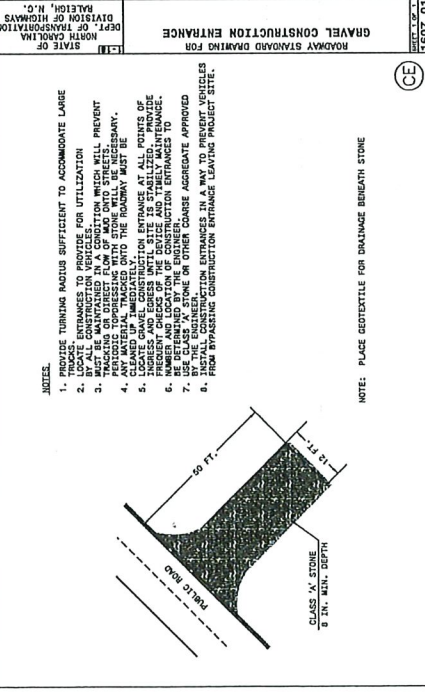 1-18
STATE OF
NORTH CAROLINA
DEPT. OF TRANSPORTATION
DIVISION OF HIGHWAYS
RALEIGH, N.C.
ROADWAY STANDARD DRAWING FOR
GRAVEL CONSTRUCTION ENTRANCE
SHEET 1 OF 1
1607.01
CE
NOTES
1. PROVIDE TURNING RADIUS SUFFICIENT TO ACCOMMODATE LARGE
TRUCKS.
2. LOCATE ENTRANCES TO PROVIDE FOR UTILIZATION
BY ALL CONSTRUCTION VEHICLES.
3. MUST BE MAINTAINED IN A CONDITION WHICH WILL PREVENT
TRACKING OR DIRECT FLOW OF MUD ONTO STREETS.
PERIODIC TOPDRESSING WITH STONE WILL BE NECESSARY.
4. ANY MATERIAL TRACKED ONTO THE ROADWAY MUST BE
CLEANED UP IMMEDIATELY.
5. LOCATE GRAVEL CONSTRUCTION ENTRANCE AT ALL POINTS OF
INGRESS AND EGRESS UNTIL SITE IS STABILIZED. PROVIDE
FREQUENT CHECKS OF THE DEVICE AND TIMELY MAINTENANCE.
6. NUMBER AND LOCATION OF CONSTRUCTION ENTRANCES TO
BE DETERMINED BY THE ENGINEER.
7. USE CLASS 'A' STONE OR OTHER COARSE AGGREGATE APPROVED
BY THE ENGINEER.
8. INSTALL CONSTRUCTION ENTRANCES IN A WAY TO PREVENT VEHICLES
FROM BYPASSING CONSTRUCTION ENTRANCE LEAVING PROJECT SITE.
NOTE: PLACE GEOTEXTILE FOR DRAINAGE BENEATH STONE
PUBLIC ROAD
50 FT.
12 FT.
CLASS 'A' STONE
8 IN. MIN. DEPTH